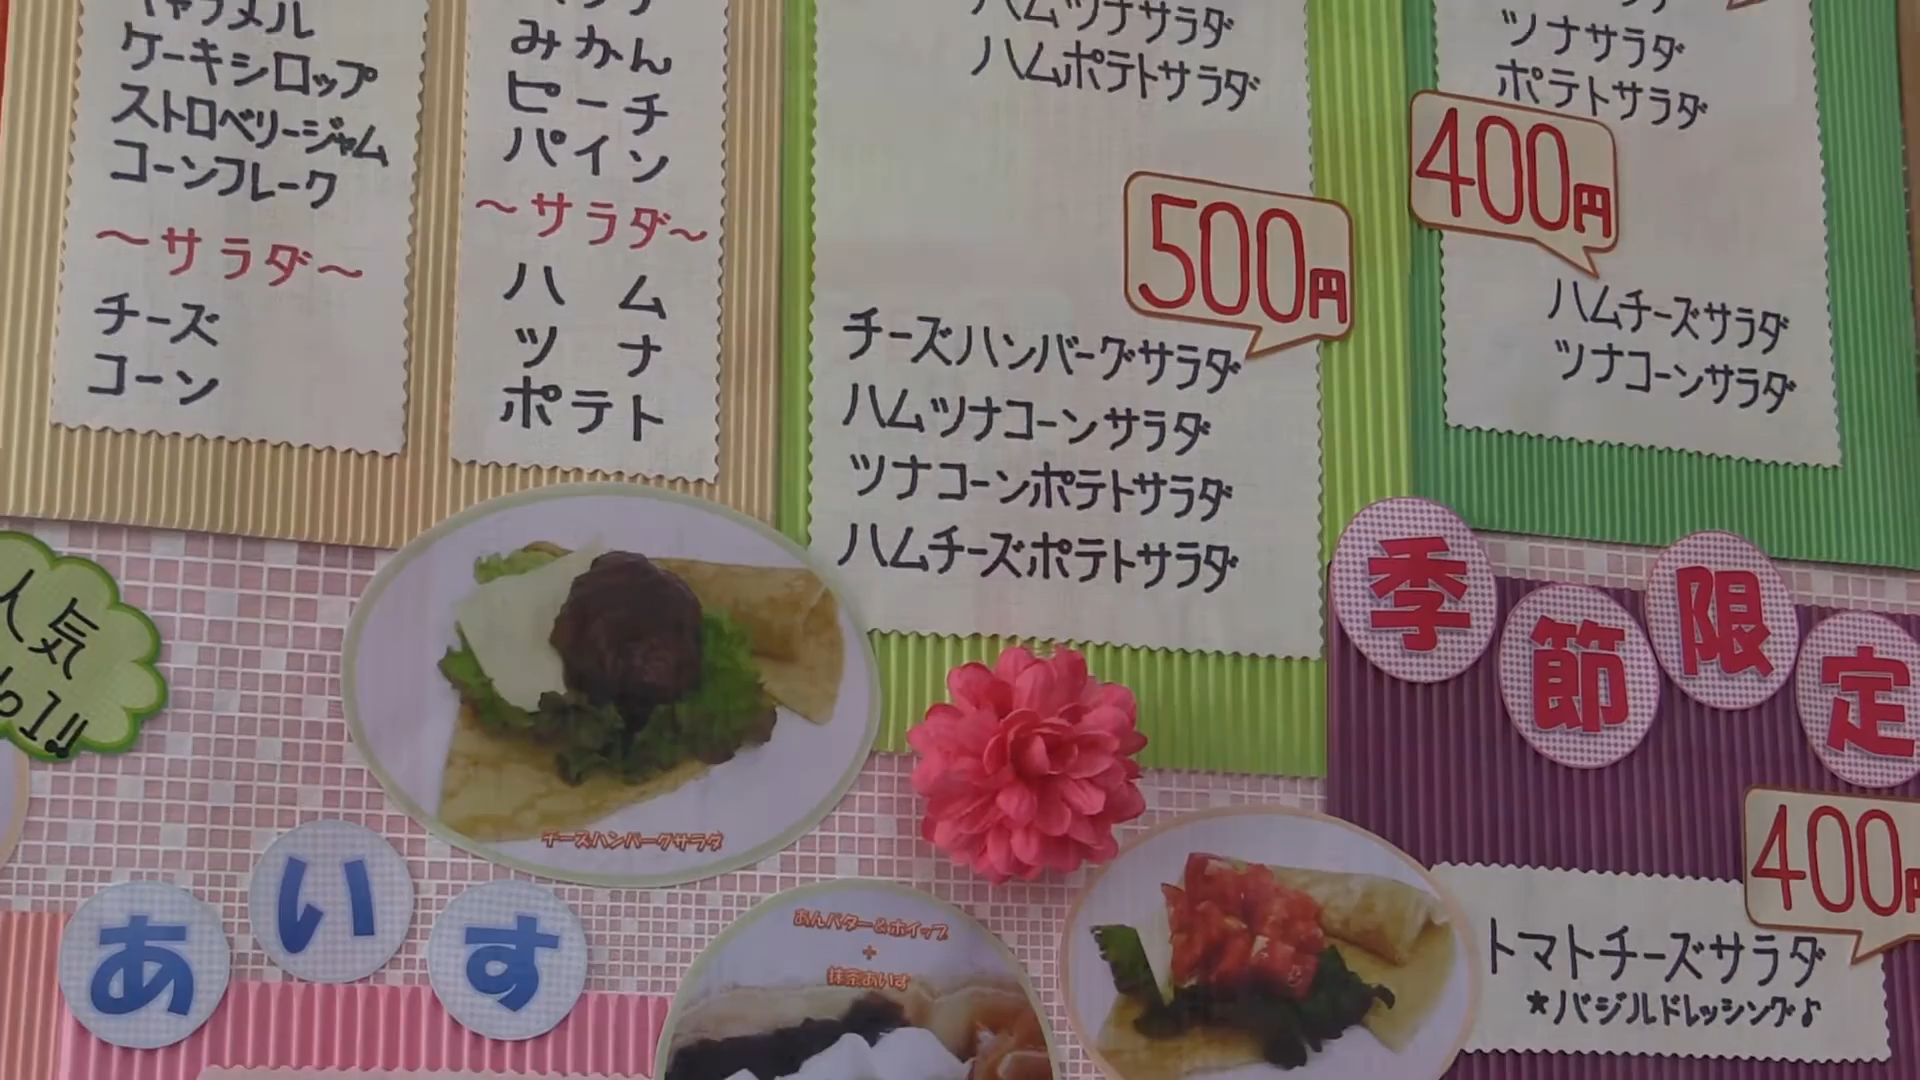 キャラメル
ケーキシロップ
ストロベリージャム
コーンフレーク
～サラダ～
チーズ
コーン
みかん
ピーチ
パイン
～サラダ～
ハム
ツナ
ポテト
ハムツナサラダ
ハムポテトサラダ
500円
チーズハンバーグサラダ
ハムツナコーンサラダ
ツナコーンポテトサラダ
ハムチーズポテトサラダ
ツナサラダ
ポテトサラダ
400円
ハムチーズサラダ
ツナコーンサラダ
人気
No1!!
チーズハンバーグサラダ
季節限定
400円
トマトチーズサラダ
*バジルドレッシング♪
あいす
あんバター&ホイップ
+
抹茶あいす